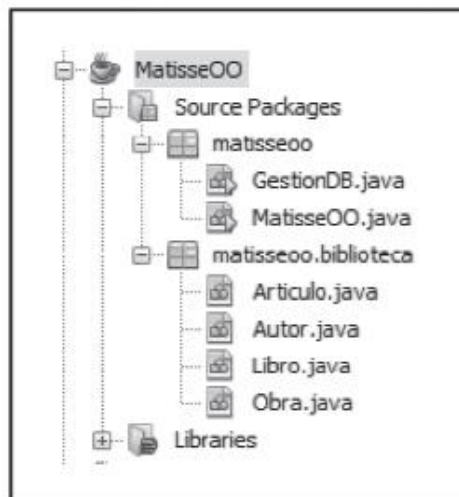 MatisseOO
Source Packages
matisseoo
GestionDB.java
MatisseOO.java
matisseoo.biblioteca
Articulo.java
Autor.java
Libro.java
Obra.java
Libraries